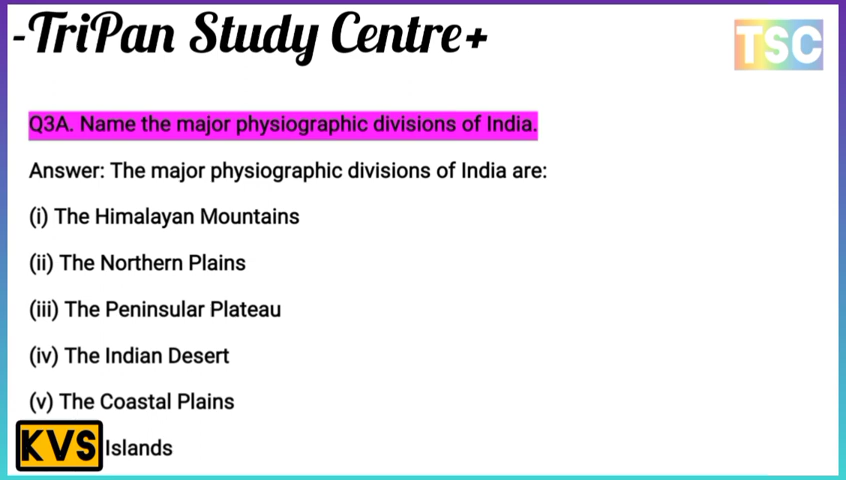 -TriPan Study Centre+
TSC
Q3A. Name the major physiographic divisions of India.
Answer: The major physiographic divisions of India are:
(i) The Himalayan Mountains
(ii) The Northern Plains
(iii) The Peninsular Plateau
(iv) The Indian Desert
(v) The Coastal Plains
KVS Islands